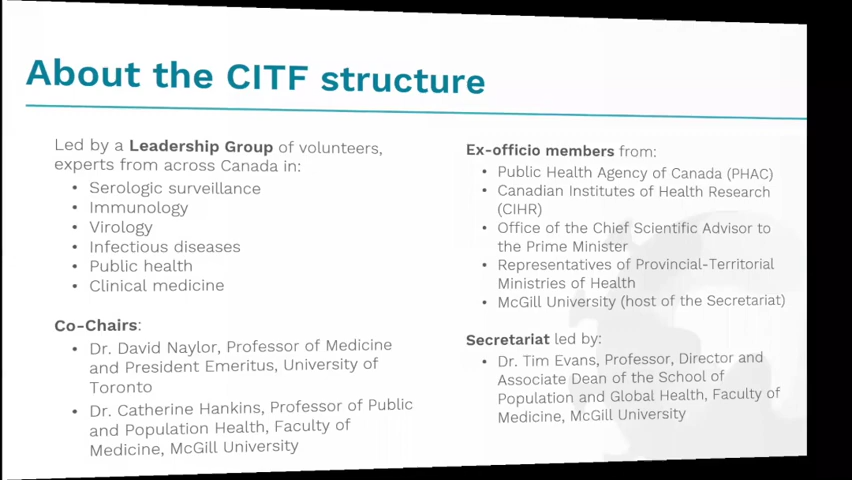 About the CITF structure
Led by a Leadership Group of volunteers,
experts from across Canada in:
• Serologic surveillance
• Immunology
• Virology
• Infectious diseases
• Public health
• Clinical medicine
Co-Chairs:
• Dr. David Naylor, Professor of Medicine
and President Emeritus, University of
Toronto
• Dr. Catherine Hankins, Professor of Public
and Population Health, Faculty of
Medicine, McGill University
Ex-officio members from:
• Public Health Agency of Canada (PHAC)
• Canadian Institutes of Health Research
(CIHR)
• Office of the Chief Scientific Advisor to
the Prime Minister
• Representatives of Provincial-Territorial
Ministries of Health
• McGill University (host of the Secretariat)
Secretariat led by:
• Dr. Tim Evans, Professor, Director and
Associate Dean of the School of
Population and Global Health, Faculty of
Medicine, McGill University